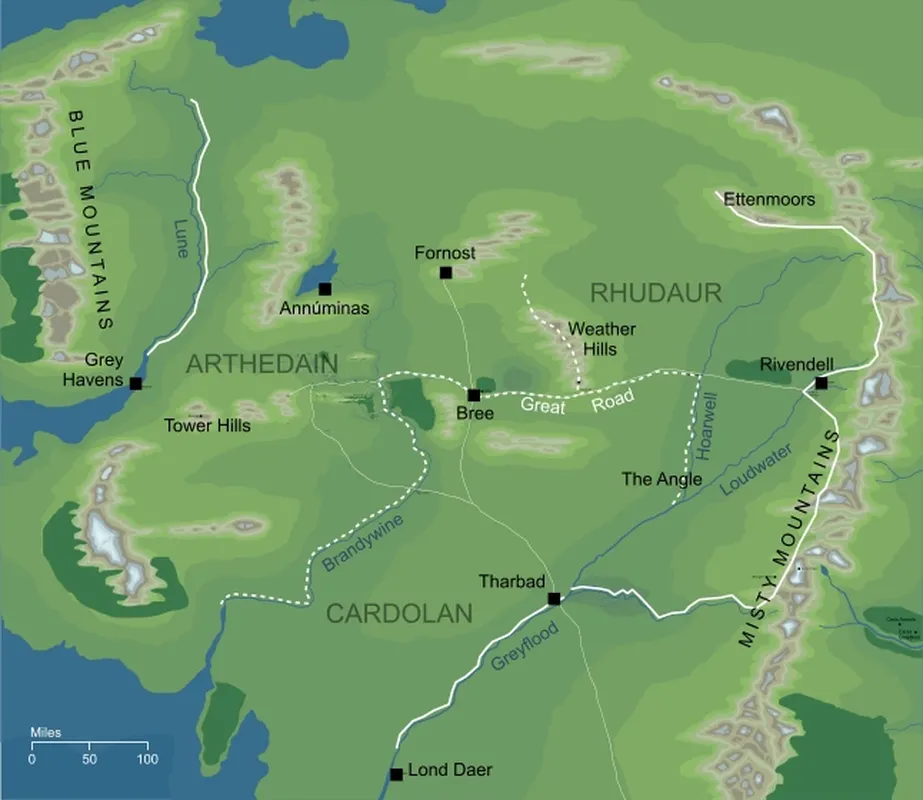 BLUE MOUNTAINS
Lune
Ettenmoors
Fornost
Annúminas
RHUDAUR
Weather
Hills
Grey
Havens
ARTHEDAIN
Rivendell
Bree
Great Road
Tower Hills
Hoarwell
The Angle
Loudwater
MISTY MOUNTAINS
Brandywine
Tharbad
CARDOLAN
Greyflood
Miles
0 50 100
Lond Daer